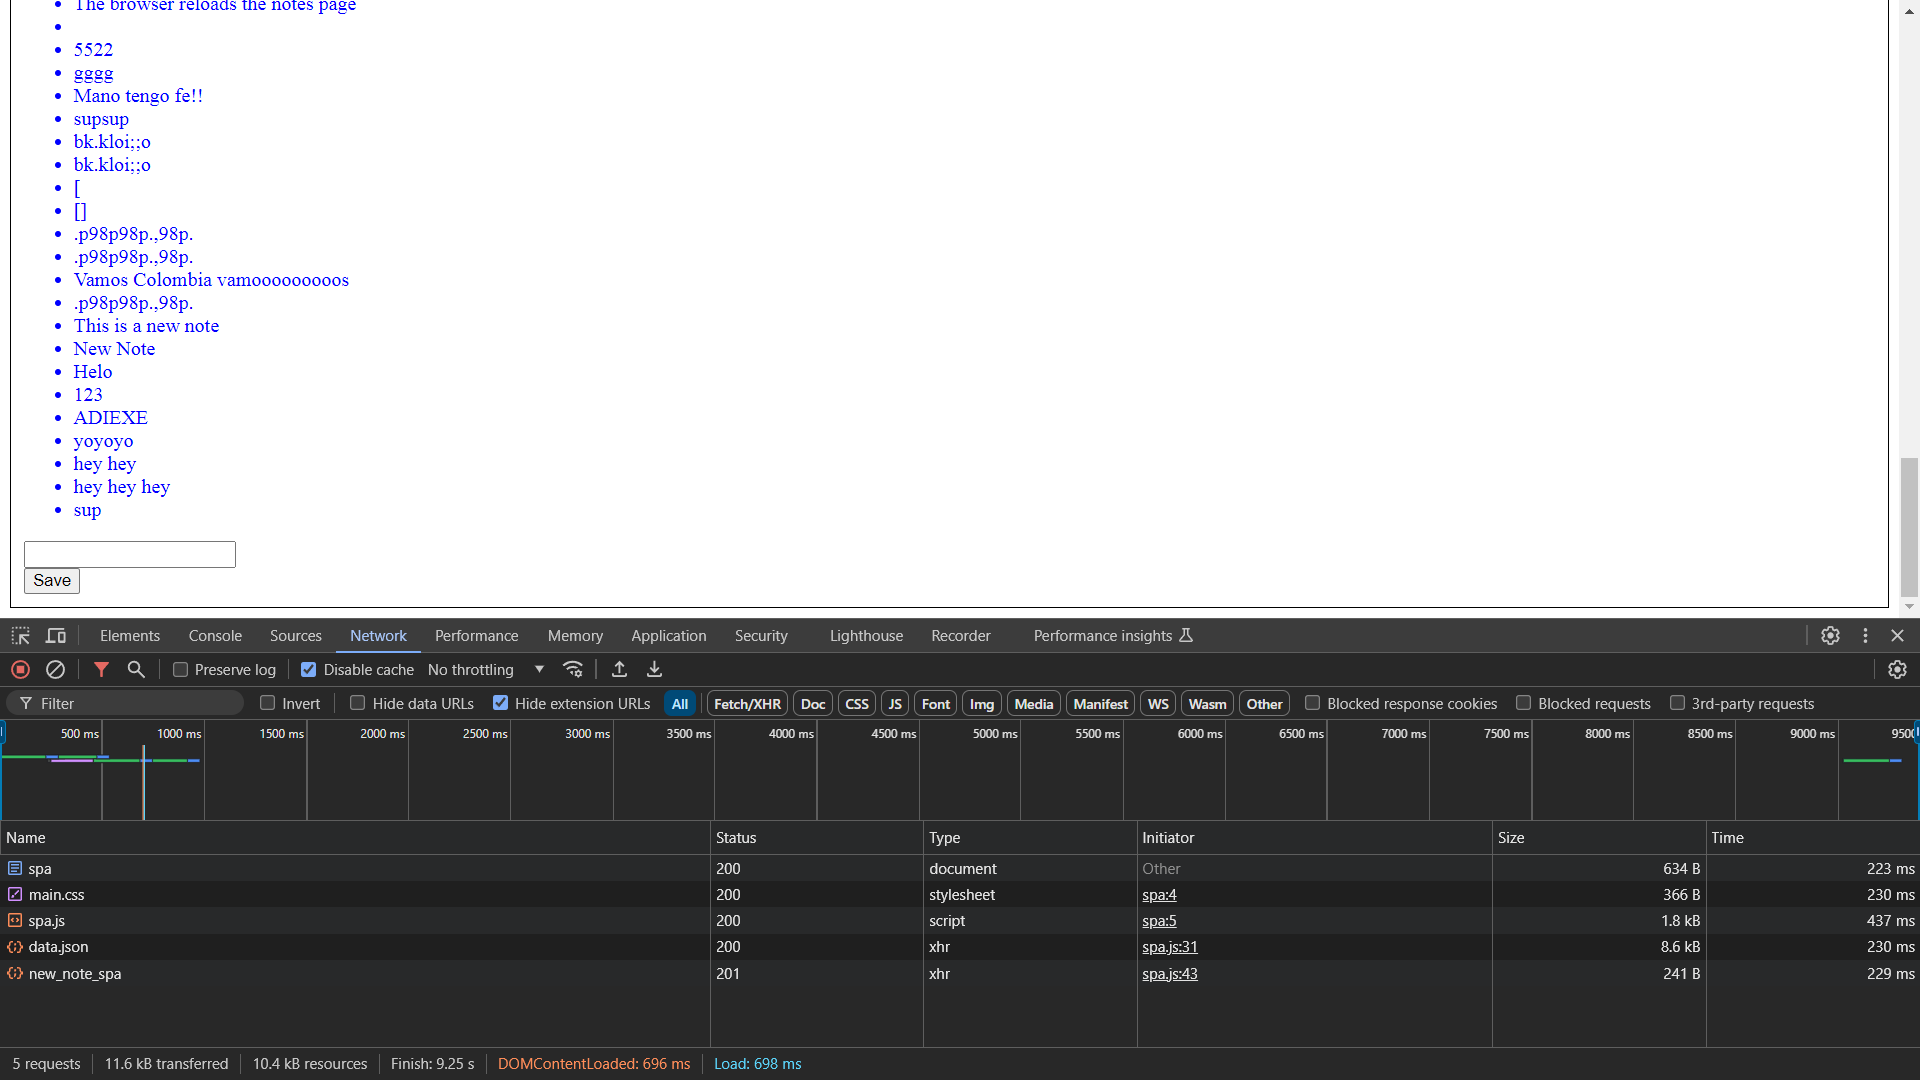 The browser reloads the notes page
5522
gggg
Mano tengo fe!!
supsup
bk.kloi;;o
bk.kloi;;o
[
[]
.p98p98p.,98p.
.p98p98p.,98p.
Vamos Colombia vamooooooooos
.p98p98p.,98p.
This is a new note
New Note
Helo
123
ADIEXE
yoyoyo
hey hey
hey hey hey
sup
Save
Elements Console Sources Network Performance Memory Application Security Lighthouse Recorder Performance insights
Preserve log Disable cache No throttling
Filter Invert Hide data URLs Hide extension URLs All Fetch/XHR Doc CSS JS Font Img Media Manifest WS Wasm Other Blocked response cookies Blocked requests 3rd-party requests
500 ms 1000 ms 1500 ms 2000 ms 2500 ms 3000 ms 3500 ms 4000 ms 4500 ms 5000 ms 5500 ms 6000 ms 6500 ms 7000 ms 7500 ms 8000 ms 8500 ms 9000 ms 9500
Name Status Type Initiator Size Time
spa 200 document Other 634 B 223 ms
main.css 200 stylesheet spa:4 366 B 230 ms
spa.js 200 script spa:5 1.8 kB 437 ms
data.json 200 xhr spa.js:31 8.6 kB 230 ms
new_note_spa 201 xhr spa.js:43 241 B 229 ms
5 requests 11.6 kB transferred 10.4 kB resources Finish: 9.25 s DOMContentLoaded: 696 ms Load: 698 ms